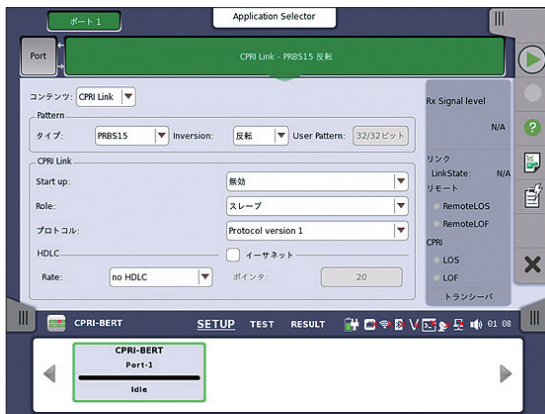 ポート 1
Application Selector
Port
CPRI Link - PRBS15 反転
コンテンツ: CPRI Link
Pattern
タイプ: PRBS15 Inversion: 反転 User Pattern: 32/32ビット
CPRI Link
Start up: 無効
Role: スレーブ
プロトコル: Protocol version 1
HDLC イーサネット
Rate: no HDLC ポインタ: 20
Rx Signal level
N/A
リンク
LinkState: N/A
リモート
RemoteLOS
RemoteLOF
CPRI
LOS
LOF
トランシーバ
CPRI-BERT SETUP TEST RESULT 01 08
CPRI-BERT
Port-1
Idle